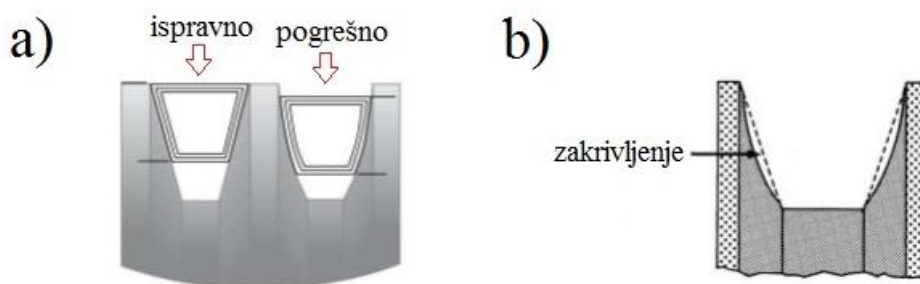 a)
ispravno
pogrešno
b)
zakrivljenje